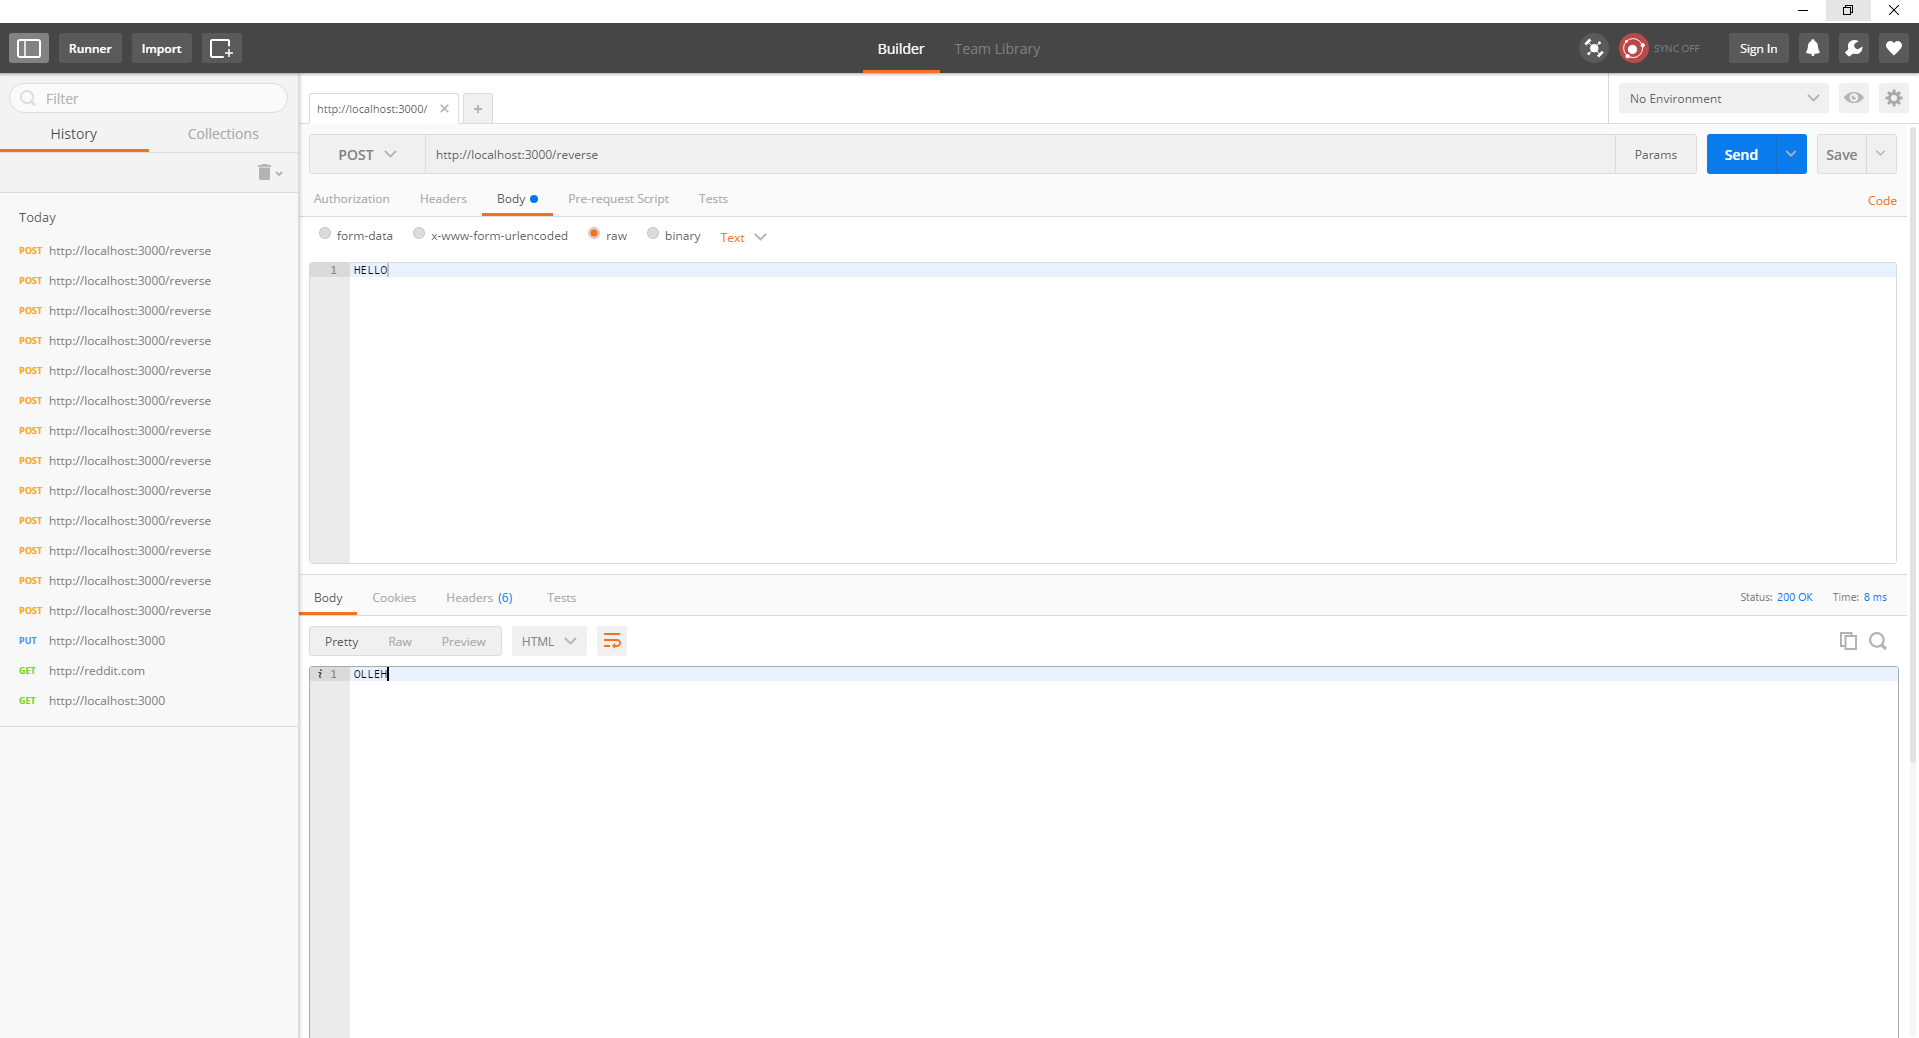 Runner Import Builder Team Library SYNC OFF Sign In
Filter
History Collections
Today
POST http://localhost:3000/reverse
POST http://localhost:3000/reverse
POST http://localhost:3000/reverse
POST http://localhost:3000/reverse
POST http://localhost:3000/reverse
POST http://localhost:3000/reverse
POST http://localhost:3000/reverse
POST http://localhost:3000/reverse
POST http://localhost:3000/reverse
POST http://localhost:3000/reverse
POST http://localhost:3000/reverse
POST http://localhost:3000/reverse
POST http://localhost:3000/reverse
PUT http://localhost:3000
GET http://reddit.com
GET http://localhost:3000
http://localhost:3000/ No Environment
POST http://localhost:3000/reverse Params Send Save
Authorization Headers Body Pre-request Script Tests Code
form-data x-www-form-urlencoded raw binary Text
1 HELLO
Body Cookies Headers (6) Tests Status: 200 OK Time: 8 ms
Pretty Raw Preview HTML
i 1 OLLEH